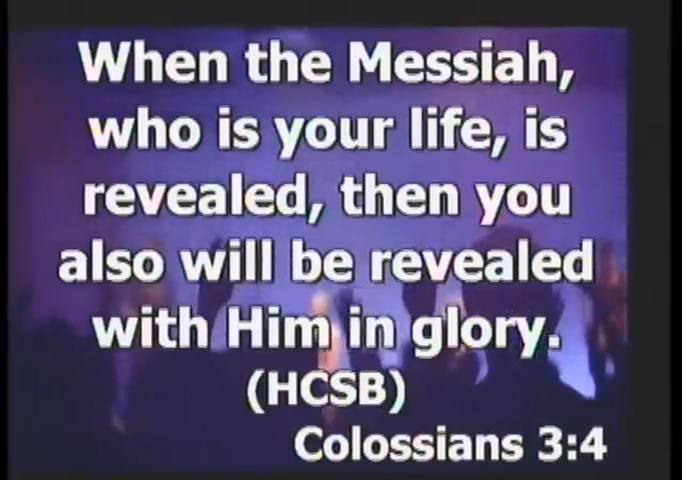 When the Messiah,
who is your life, is
revealed, then you
also will be revealed
with Him in glory.
(HCSB)
Colossians 3:4